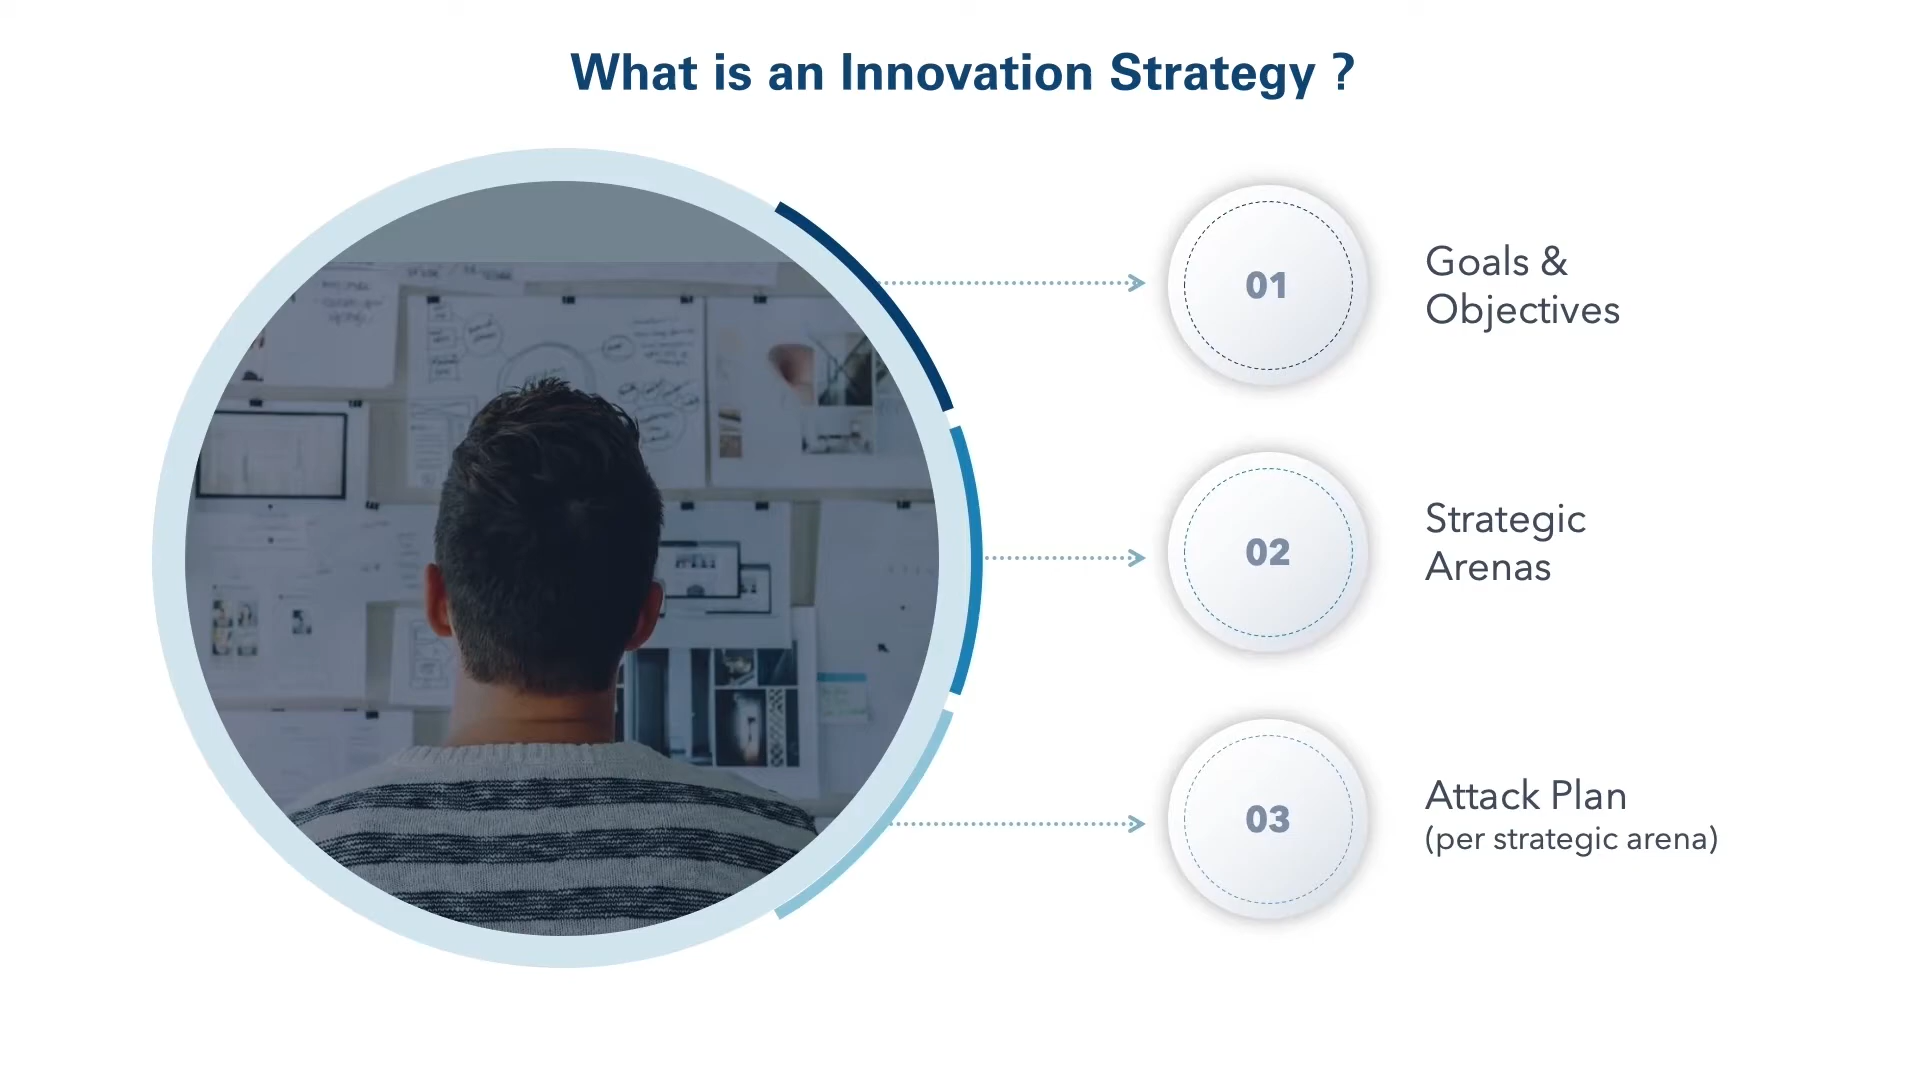 What is an Innovation Strategy ?
01
Goals &
Objectives
02
Strategic
Arenas
03
Attack Plan
(per strategic arena)